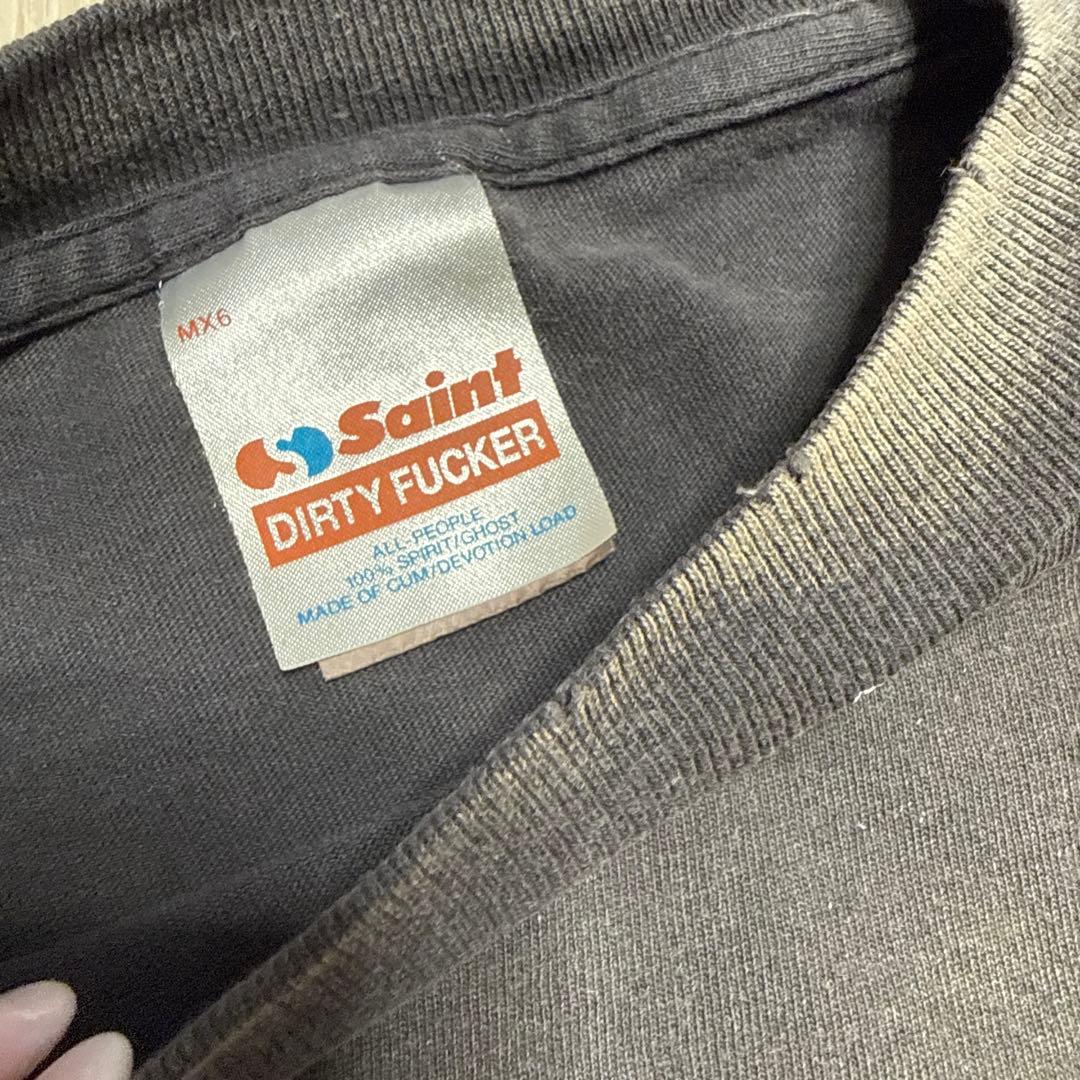 MX6
Saint
DIRTY FUCKER
ALL PEOPLE
100% SPIRIT/GHOST
MADE OF CUM/DEVOTION LOAD